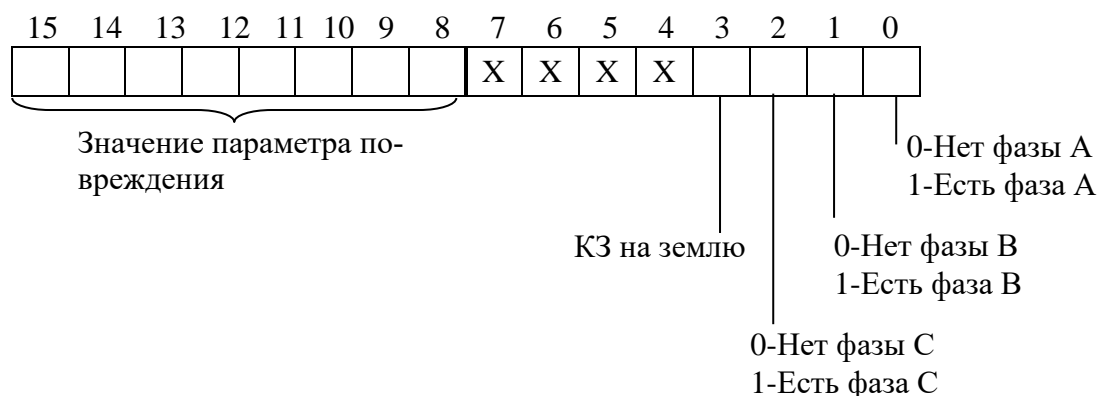 15 14 13 12 11 10 9 8 7 6 5 4 3 2 1 0
X X X X
Значение параметра по-
вреждения
0-Нет фазы A
1-Есть фаза A
КЗ на землю
0-Нет фазы B
1-Есть фаза B
0-Нет фазы C
1-Есть фаза C